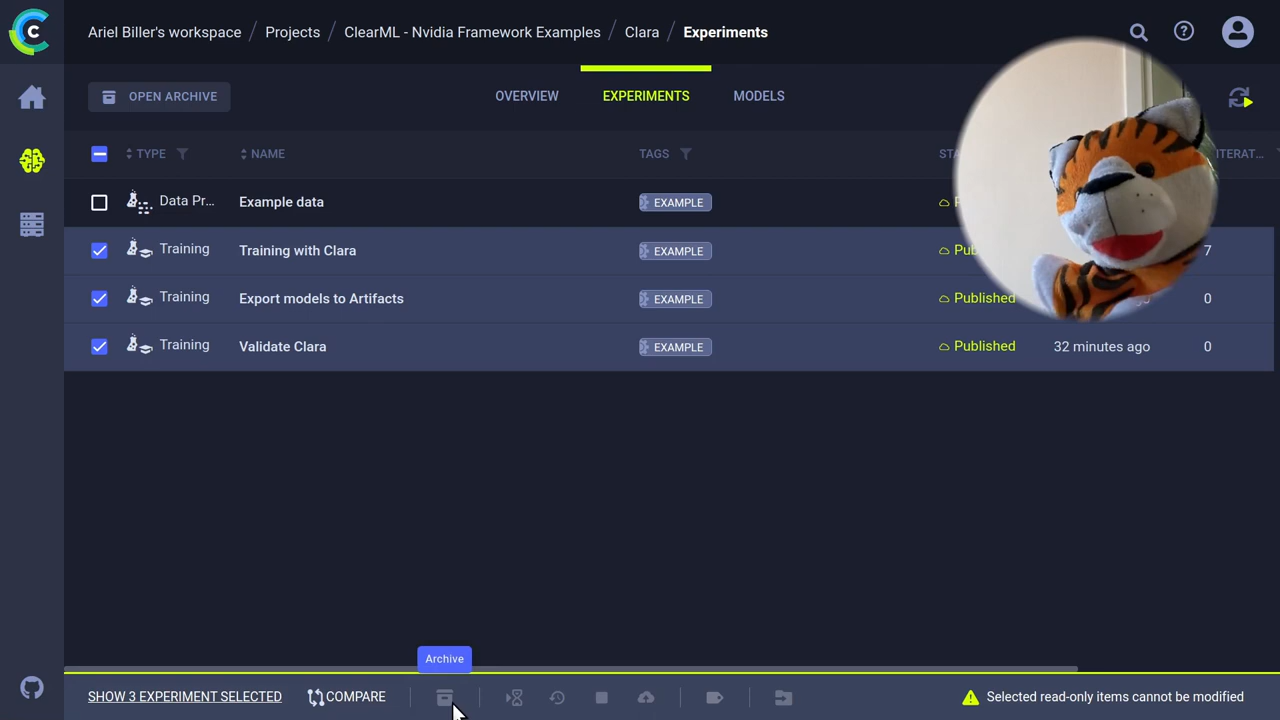 Ariel Biller's workspace / Projects / ClearML - Nvidia Framework Examples / Clara / Experiments
OPEN ARCHIVE OVERVIEW EXPERIMENTS MODELS
TYPE NAME TAGS ITERAT...
Data Pr... Example data EXAMPLE
Training Training with Clara EXAMPLE 7
Training Export models to Artifacts EXAMPLE Published 0
Training Validate Clara EXAMPLE Published 32 minutes ago 0
Archive
SHOW 3 EXPERIMENT SELECTED COMPARE Selected read-only items cannot be modified